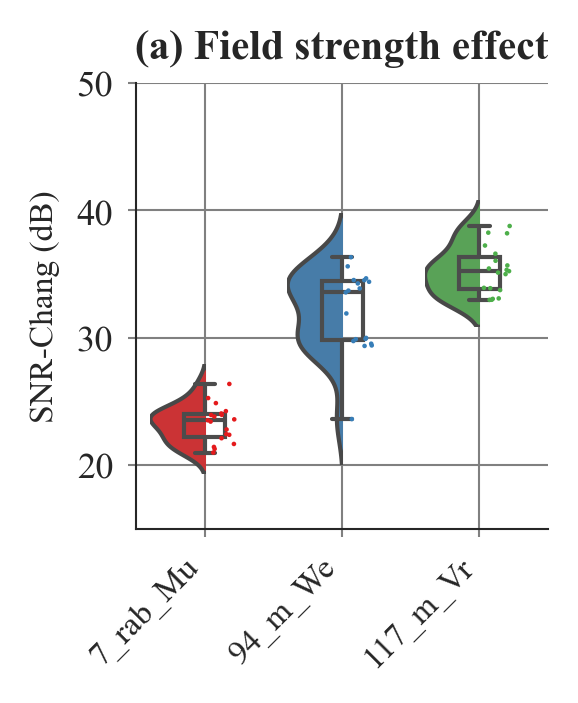 (a) Field strength effect
SNR-Chang (dB)
50
40
30
20
7_rab_Mu
94_m_We
117_m_Vr